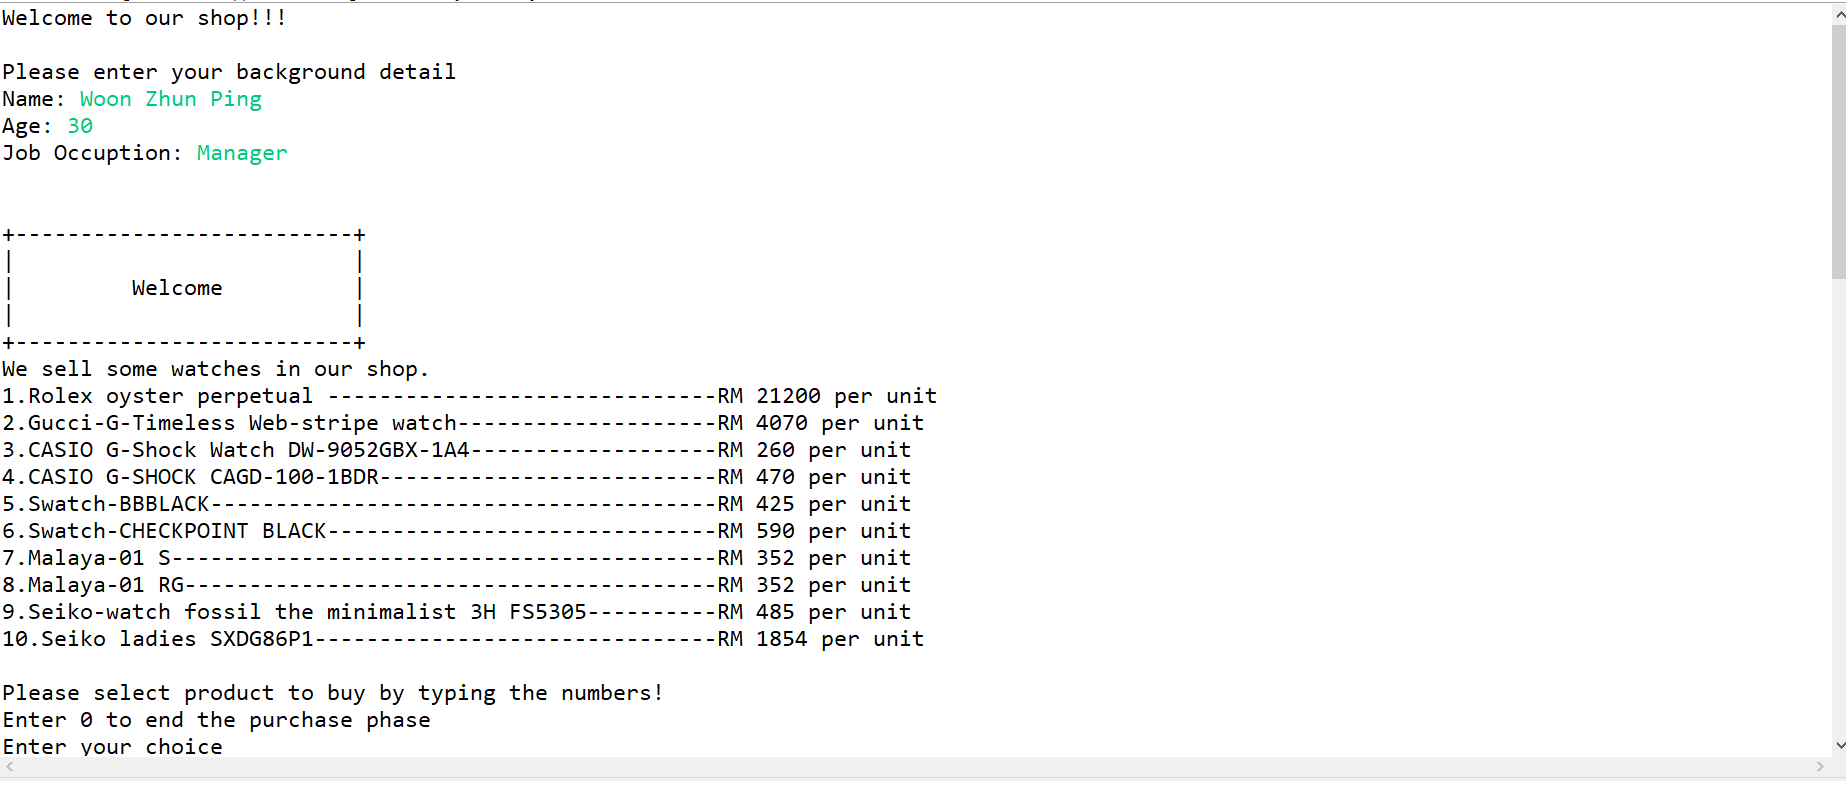 Welcome to our shop!!!
Please enter your background detail
Name: Woon Zhun Ping
Age: 30
Job Occuption: Manager
+--------------------------+
|                          |
|         Welcome          |
|                          |
+--------------------------+
We sell some watches in our shop.
1.Rolex oyster perpetual ------------------------------RM 21200 per unit
2.Gucci-G-Timeless Web-stripe watch--------------------RM 4070 per unit
3.CASIO G-Shock Watch DW-9052GBX-1A4-------------------RM 260 per unit
4.CASIO G-SHOCK CAGD-100-1BDR--------------------------RM 470 per unit
5.Swatch-BBBLACK---------------------------------------RM 425 per unit
6.Swatch-CHECKPOINT BLACK------------------------------RM 590 per unit
7.Malaya-01 S------------------------------------------RM 352 per unit
8.Malaya-01 RG-----------------------------------------RM 352 per unit
9.Seiko-watch fossil the minimalist 3H FS5305----------RM 485 per unit
10.Seiko ladies SXDG86P1-------------------------------RM 1854 per unit
Please select product to buy by typing the numbers!
Enter 0 to end the purchase phase
Enter your choice